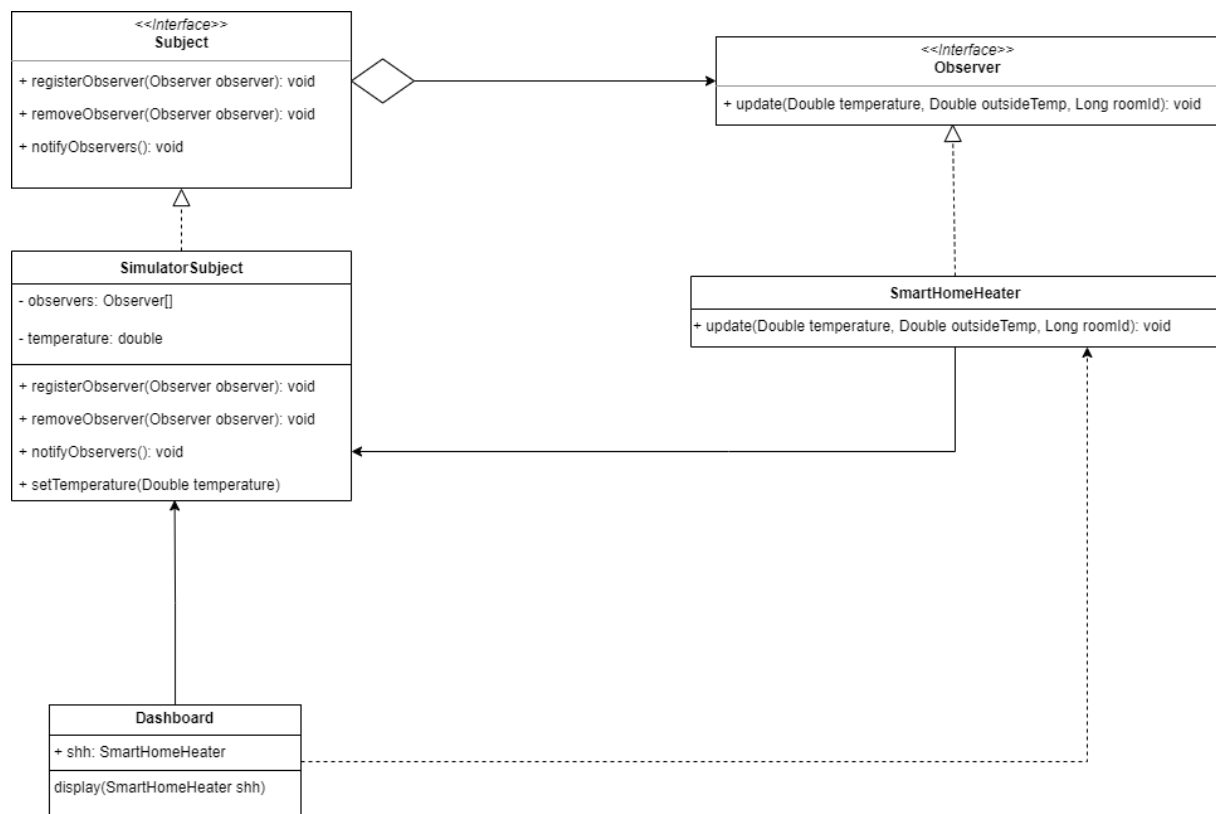 <<Interface>>
Subject
+ registerObserver(Observer observer): void
+ removeObserver(Observer observer): void
+ notifyObservers(): void
<<Interface>>
Observer
+ update(Double temperature, Double outsideTemp, Long roomId): void
SimulatorSubject
- observers: Observer[]
- temperature: double
+ registerObserver(Observer observer): void
+ removeObserver(Observer observer): void
+ notifyObservers(): void
+ setTemperature(Double temperature)
SmartHomeHeater
+ update(Double temperature, Double outsideTemp, Long roomId): void
Dashboard
+ shh: SmartHomeHeater
display(SmartHomeHeater shh)